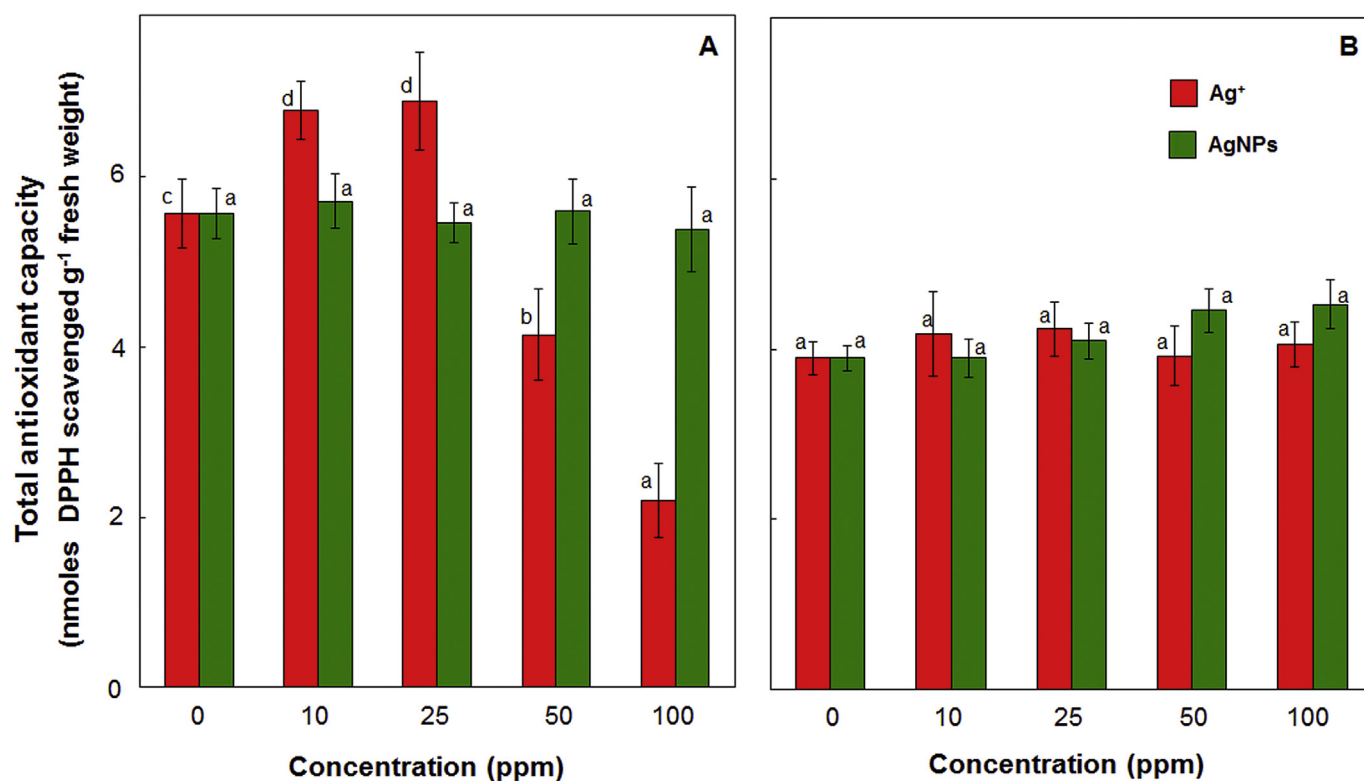 Total antioxidant capacity
(nmoles DPPH scavenged g⁻¹ fresh weight)
A
d
d
6
c
a
a
a
a
a
4
b
2
a
0
0
10
25
50
100
Concentration (ppm)
B
Ag⁺
AgNPs
a
a
a
a
a
a
a
a
a
a
0
10
25
50
100
Concentration (ppm)